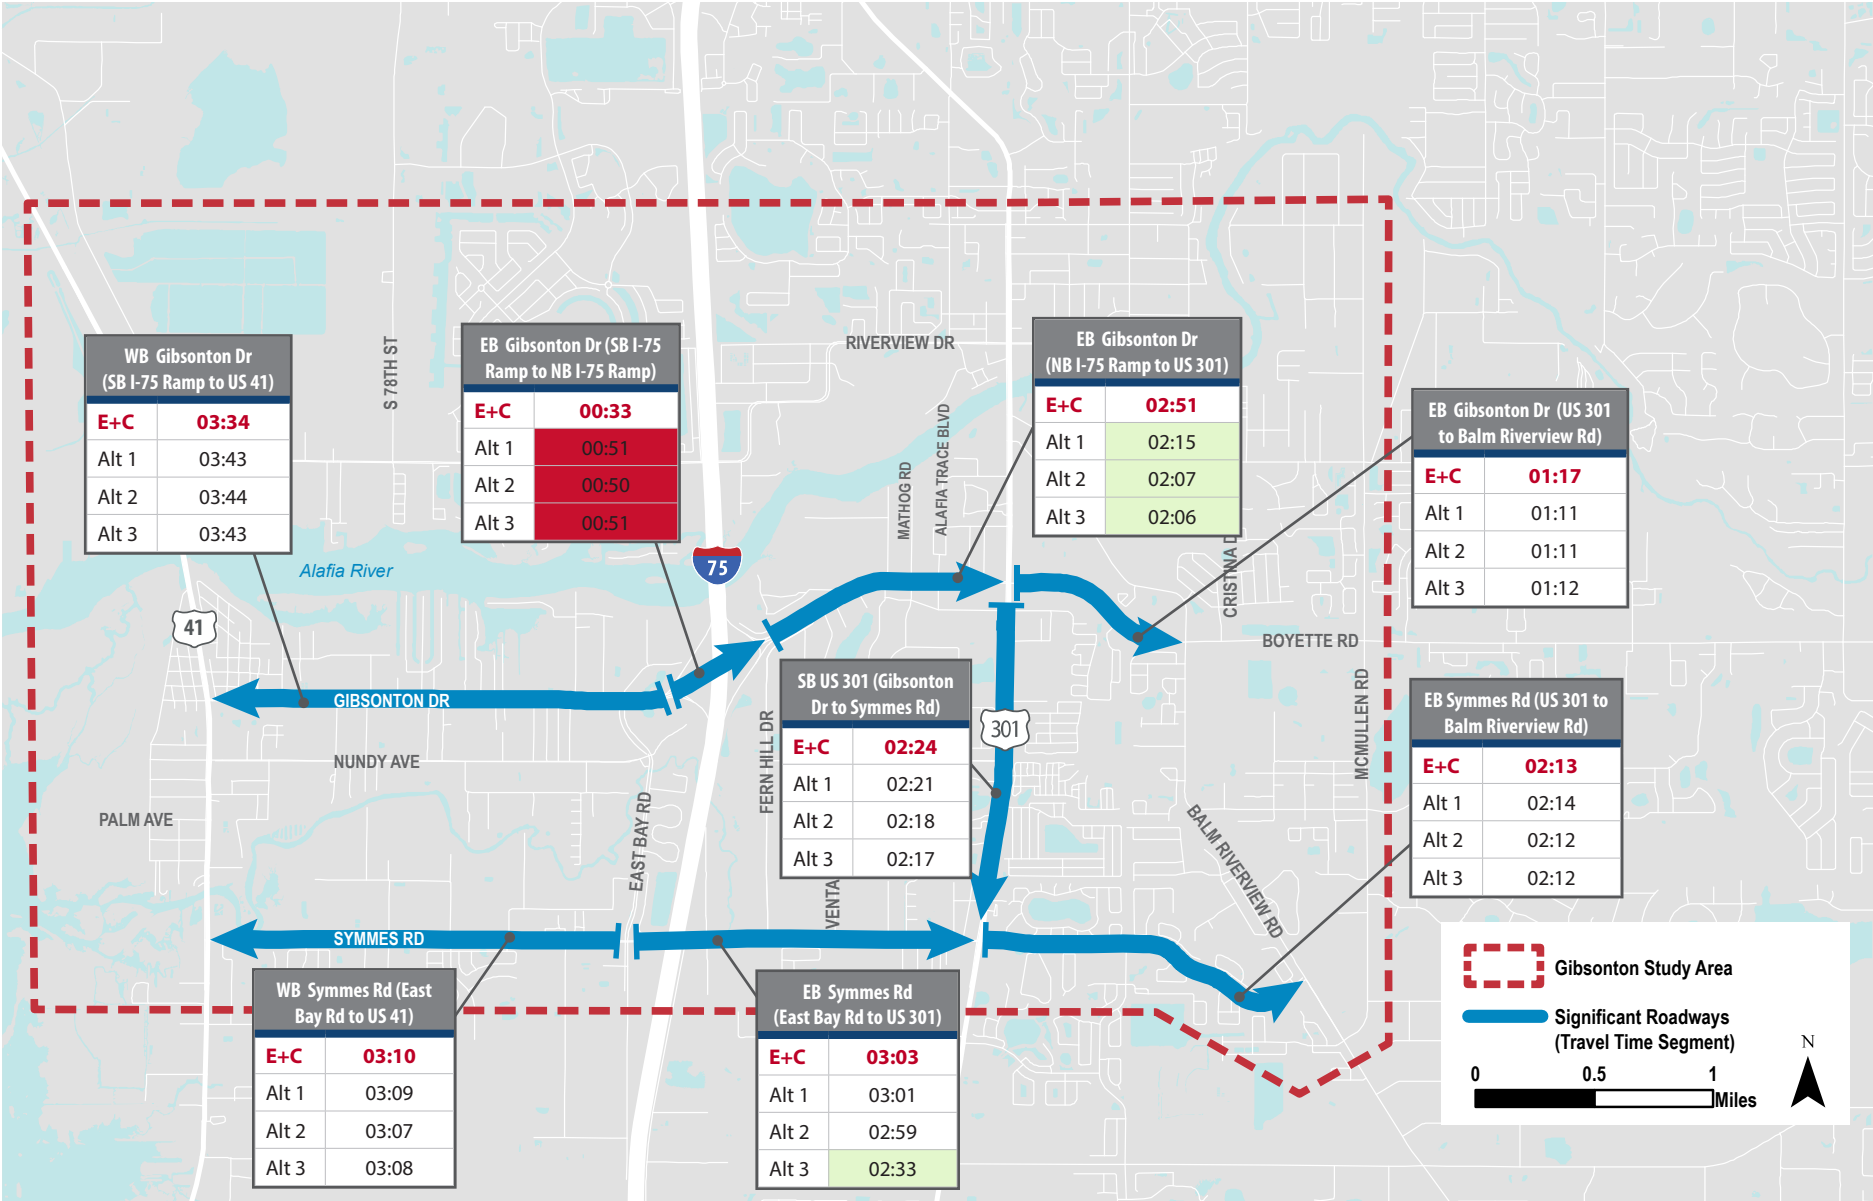 RIVERVIEW DR
S 78TH ST
MATHOG RD
ALAFIA TRACE BLVD
WB Gibsonton Dr
(SB I-75 Ramp to US 41)
E+C 03:34
Alt 1 03:43
Alt 2 03:44
Alt 3 03:43
EB Gibsonton Dr (SB I-75
Ramp to NB I-75 Ramp)
E+C 00:33
Alt 1 00:51
Alt 2 00:50
Alt 3 00:51
EB Gibsonton Dr
(NB I-75 Ramp to US 301)
E+C 02:51
Alt 1 02:15
Alt 2 02:07
Alt 3 02:06
EB Gibsonton Dr (US 301
to Balm Riverview Rd)
E+C 01:17
Alt 1 01:11
Alt 2 01:11
Alt 3 01:12
Alafia River
75
41
CRISTINA D
BOYETTE RD
GIBSONTON DR
NUNDY AVE
PALM AVE
EAST BAY RD
FERN HILL DR
SB US 301 (Gibsonton
Dr to Symmes Rd)
E+C 02:24
Alt 1 02:21
Alt 2 02:18
Alt 3 02:17
301
MCMULLEN RD
BALM RIVERVIEW RD
EB Symmes Rd (US 301 to
Balm Riverview Rd)
E+C 02:13
Alt 1 02:14
Alt 2 02:12
Alt 3 02:12
VENTA
SYMMES RD
WB Symmes Rd (East
Bay Rd to US 41)
E+C 03:10
Alt 1 03:09
Alt 2 03:07
Alt 3 03:08
EB Symmes Rd
(East Bay Rd to US 301)
E+C 03:03
Alt 1 03:01
Alt 2 02:59
Alt 3 02:33
Gibsonton Study Area
Significant Roadways
(Travel Time Segment)
N
0 0.5 1
Miles